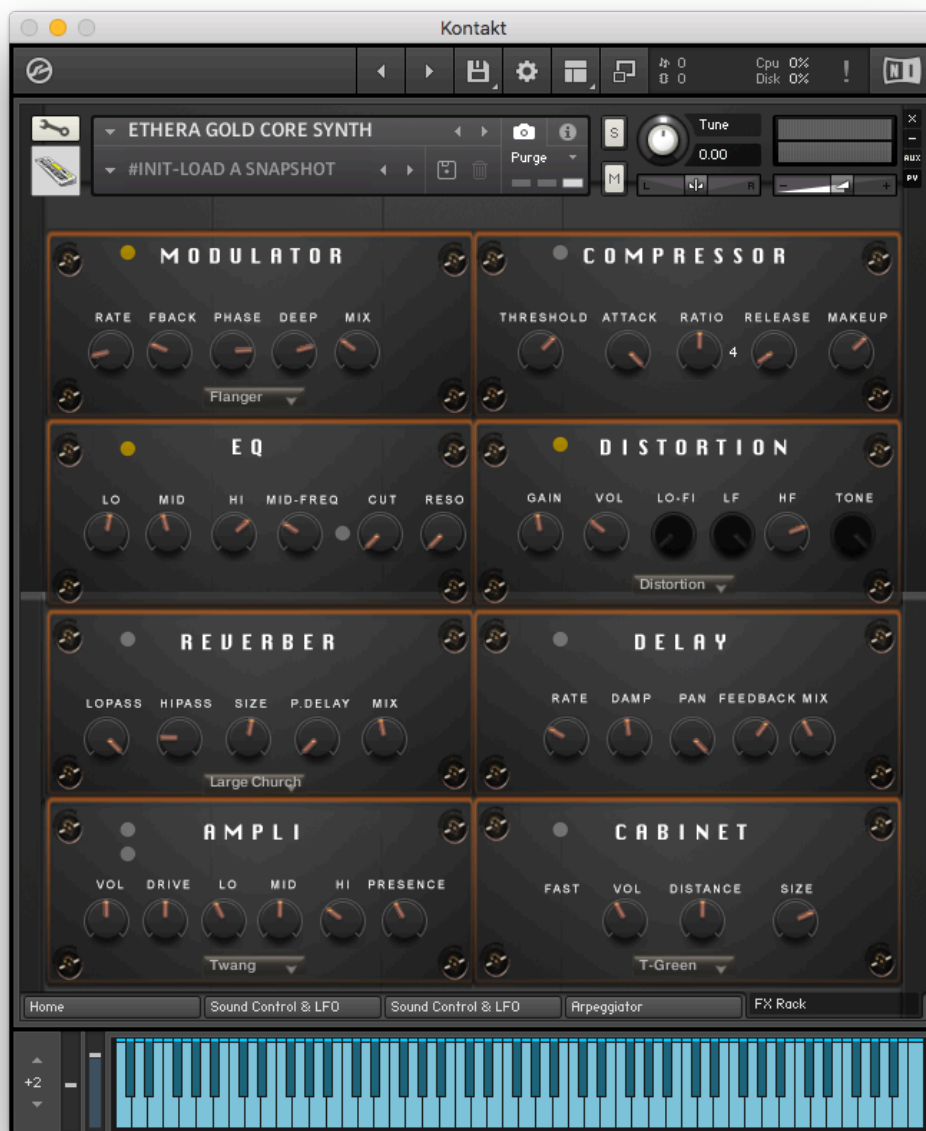 Kontakt
0
0
Cpu 0%
Disk 0%
!
NI
ETHERA GOLD CORE SYNTH
#INIT-LOAD A SNAPSHOT
i
Purge
S
M
Tune
0.00
L R
- +
×
-
AUX
PV
MODULATOR
RATE FBACK PHASE DEEP MIX
Flanger
COMPRESSOR
THRESHOLD ATTACK RATIO RELEASE MAKEUP
4
EQ
LO MID HI MID-FREQ CUT RESO
DISTORTION
GAIN VOL LO-FI LF HF TONE
Distortion
REVERBER
LOPASS HIPASS SIZE P.DELAY MIX
Large Church
DELAY
RATE DAMP PAN FEEDBACK MIX
AMPLI
VOL DRIVE LO MID HI PRESENCE
Twang
CABINET
FAST VOL DISTANCE SIZE
T-Green
Home
Sound Control & LFO
Sound Control & LFO
Arpeggiator
FX Rack
+2